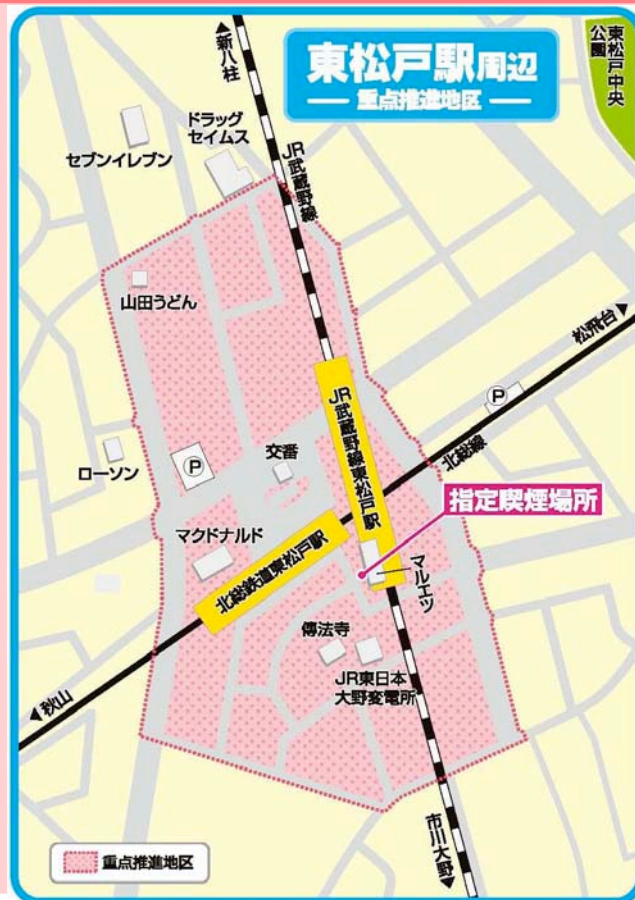 東松戸駅周辺
重点推進地区
東松戸中央
公園
▲新八柱
ドラッグ
セイムス
セブンイレブン
JR武蔵野線
山田うどん
松飛台▶
P
JR武蔵野線東松戸駅
北総線
交番
P
ローソン
指定喫煙場所
マクドナルド
北総鉄道東松戸駅
マルエツ
傳法寺
JR東日本
大野変電所
◀秋山
市川大野▼
重点推進地区